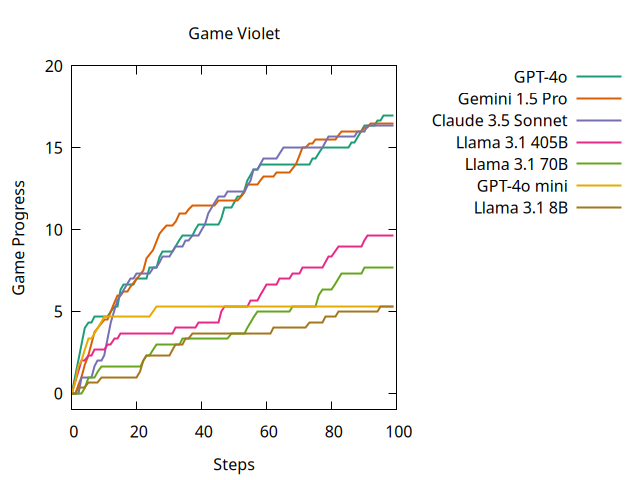 Game Violet
GPT-4o
Gemini 1.5 Pro
Claude 3.5 Sonnet
Llama 3.1 405B
Llama 3.1 70B
GPT-4o mini
Llama 3.1 8B
Game Progress
20
15
10
5
0
0 20 40 60 80 100
Steps